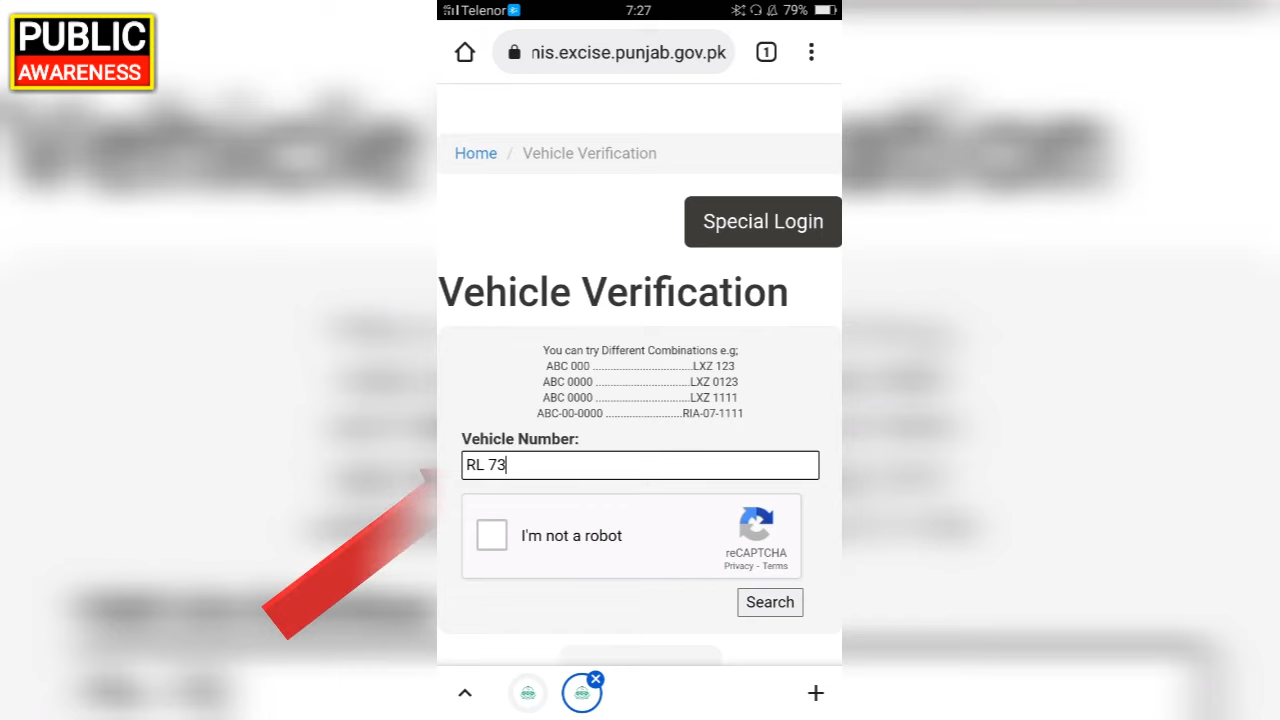 PUBLIC
AWARENESS
Telenor
7:27
79%
nis.excise.punjab.gov.pk
1
Home / Vehicle Verification
Special Login
Vehicle Verification
You can try Different Combinations e.g;
ABC 000 ..................................LXZ 123
ABC 0000 ................................LXZ 0123
ABC 0000 ................................LXZ 1111
ABC-00-0000 ..........................RIA-07-1111
Vehicle Number:
RL 73
I'm not a robot
reCAPTCHA
Privacy - Terms
Search